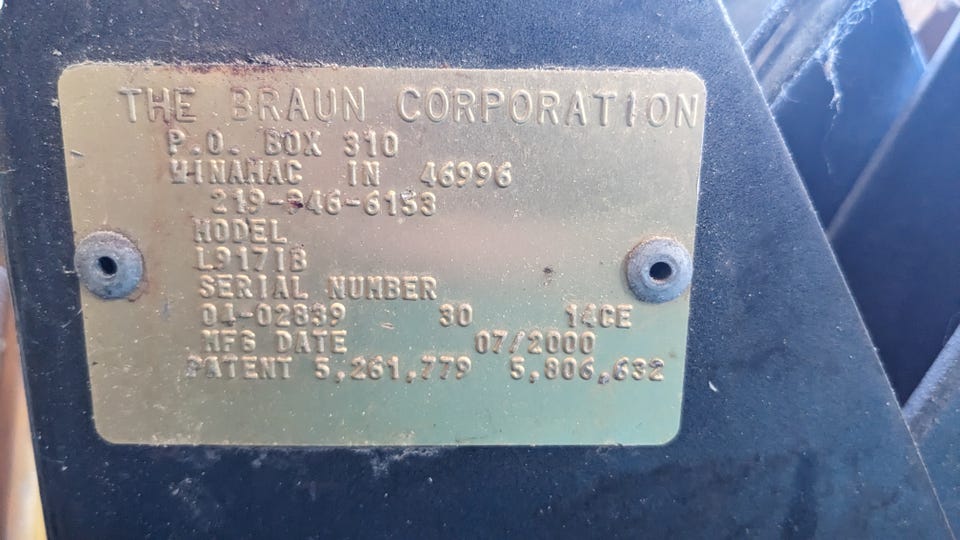 THE BRAUN CORPORATION
P.O. BOX 310
WINAMAC IN 46996
219-946-6153
MODEL
L917IB
SERIAL NUMBER
04-02839 30 14CE
MFG DATE 07/2000
PATENT 5,261,779 5,806,632